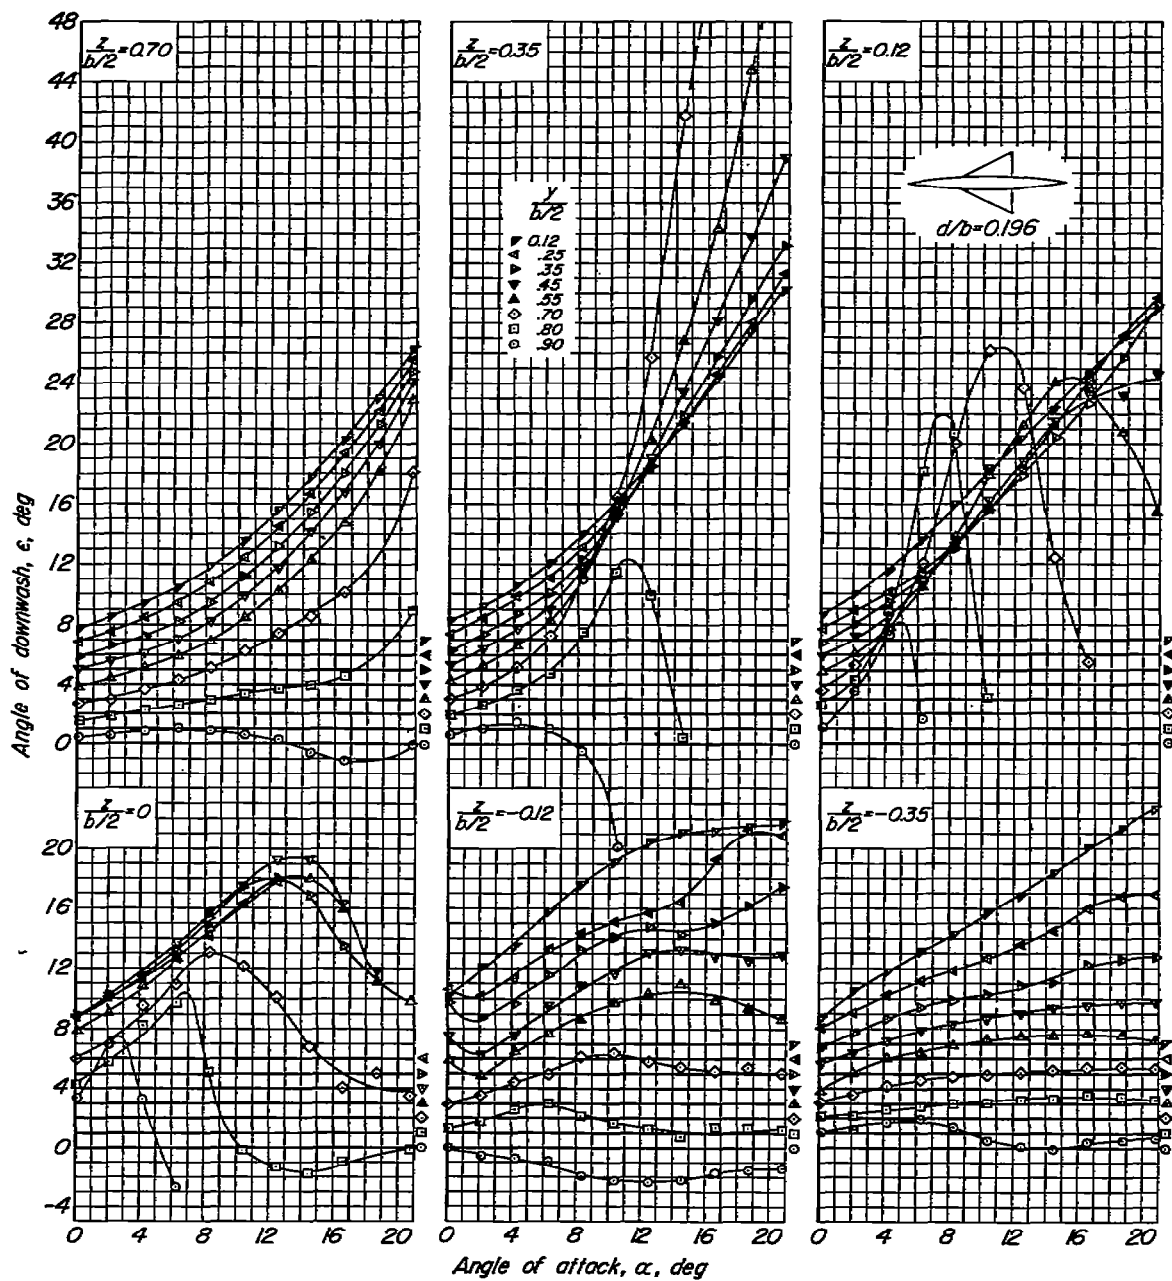 z/b/2 = 0.70
z/b/2 = 0.35
z/b/2 = 0.12
48
44
40
36
32
28
24
20
16
12
8
4
0
y/b/2
0.12
.25
.35
.45
.55
.70
.80
.90
d/b=0.196
Angle of downwash, ϵ, deg
z/b/2 = 0
z/b/2 = -0.12
z/b/2 = -0.35
20
16
12
8
4
0
-4
0 4 8 12 16 20
0 4 8 12 16 20
0 4 8 12 16 20
Angle of attack, α, deg